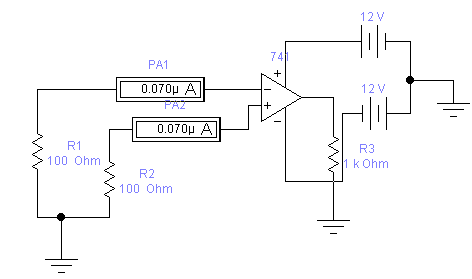 12 V
741
PA1
+
0.070µ A
−
12 V
PA2
+
0.070µ A
−
R1
100 Ohm
R3
1 k Ohm
R2
100 Ohm